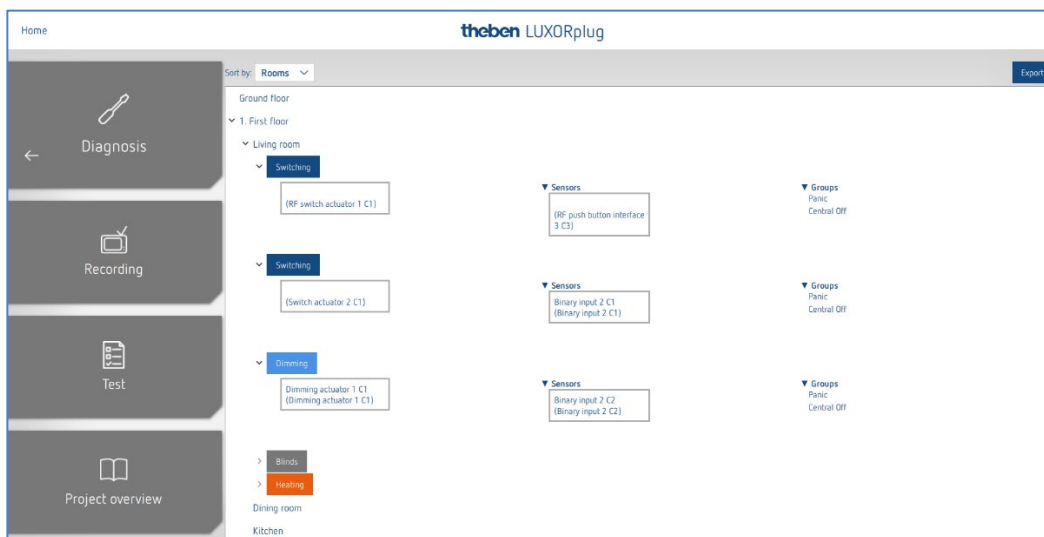 Home
theben LUXORplug
Diagnosis
Recording
Test
Project overview
Sort by: Rooms
Export
Ground floor
1. First floor
Living room
Switching
(RF switch actuator 1 C1)
Sensors
(RF push button interface
3 C3)
Groups
Panic
Central Off
Switching
(Switch actuator 2 C1)
Sensors
Binary input 2 C1
(Binary input 2 C1)
Groups
Panic
Central Off
Dimming
Dimming actuator 1 C1
(Dimming actuator 1 C1)
Sensors
Binary input 2 C2
(Binary input 2 C2)
Groups
Panic
Central Off
Blinds
Heating
Dining room
Kitchen